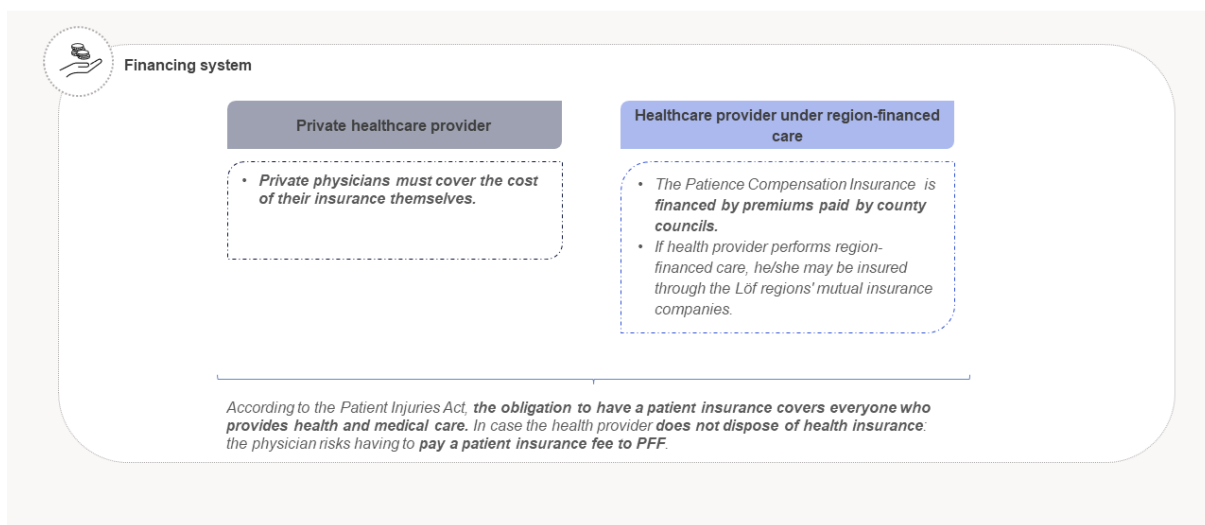 Financing system
Private healthcare provider
• Private physicians must cover the cost
of their insurance themselves.
Healthcare provider under region-financed
care
• The Patience Compensation Insurance is
financed by premiums paid by county
councils.
• If health provider performs region-
financed care, he/she may be insured
through the Löf regions' mutual insurance
companies.
According to the Patient Injuries Act, the obligation to have a patient insurance covers everyone who
provides health and medical care. In case the health provider does not dispose of health insurance:
the physician risks having to pay a patient insurance fee to PFF.